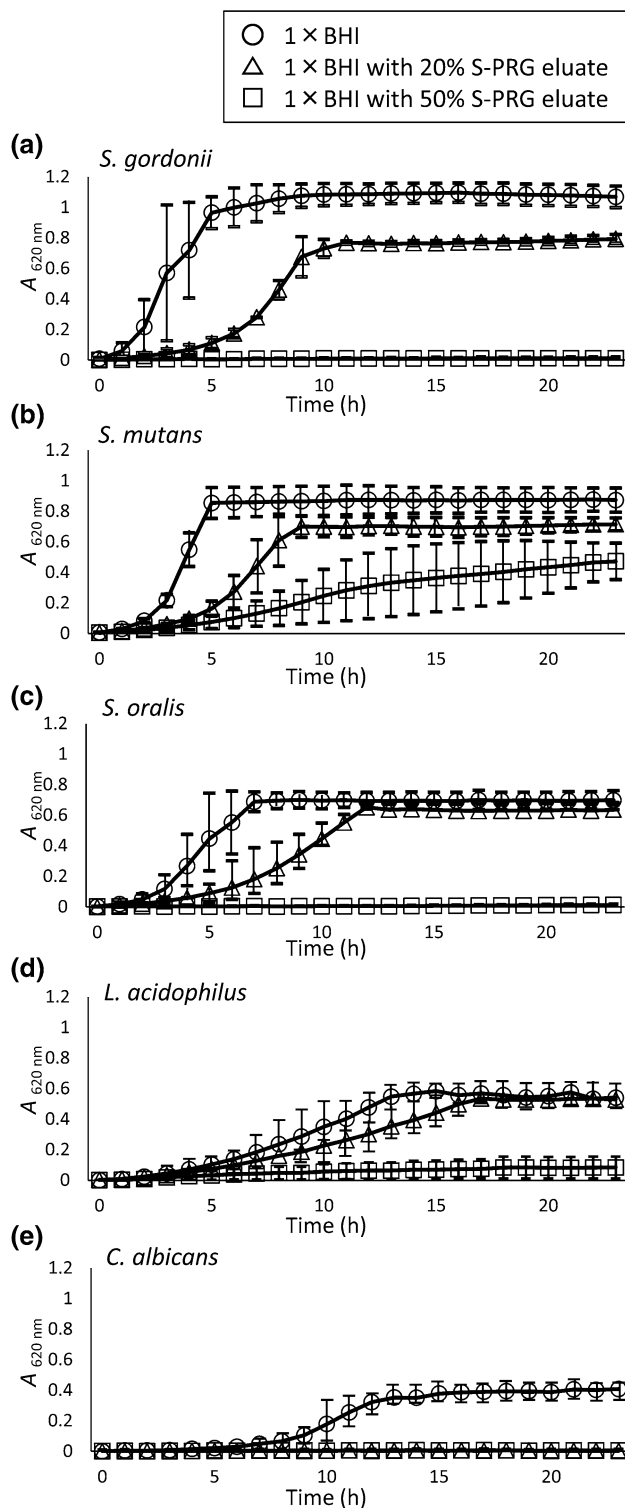 1 × BHI
1 × BHI with 20% S-PRG eluate
1 × BHI with 50% S-PRG eluate
(a)
S. gordonii
1.2
1
0.8
0.6
0.4
0.2
0
A 620 nm
0 5 10 15 20
Time (h)
(b)
S. mutans
1.2
1
0.8
0.6
0.4
0.2
0
A 620 nm
0 5 10 15 20
Time (h)
(c)
S. oralis
1.2
1
0.8
0.6
0.4
0.2
0
A 620 nm
0 5 10 15 20
Time (h)
(d)
L. acidophilus
1.2
1
0.8
0.6
0.4
0.2
0
A 620 nm
0 5 10 15 20
Time (h)
(e)
C. albicans
1.2
1
0.8
0.6
0.4
0.2
0
A 620 nm
0 5 10 15 20
Time (h)